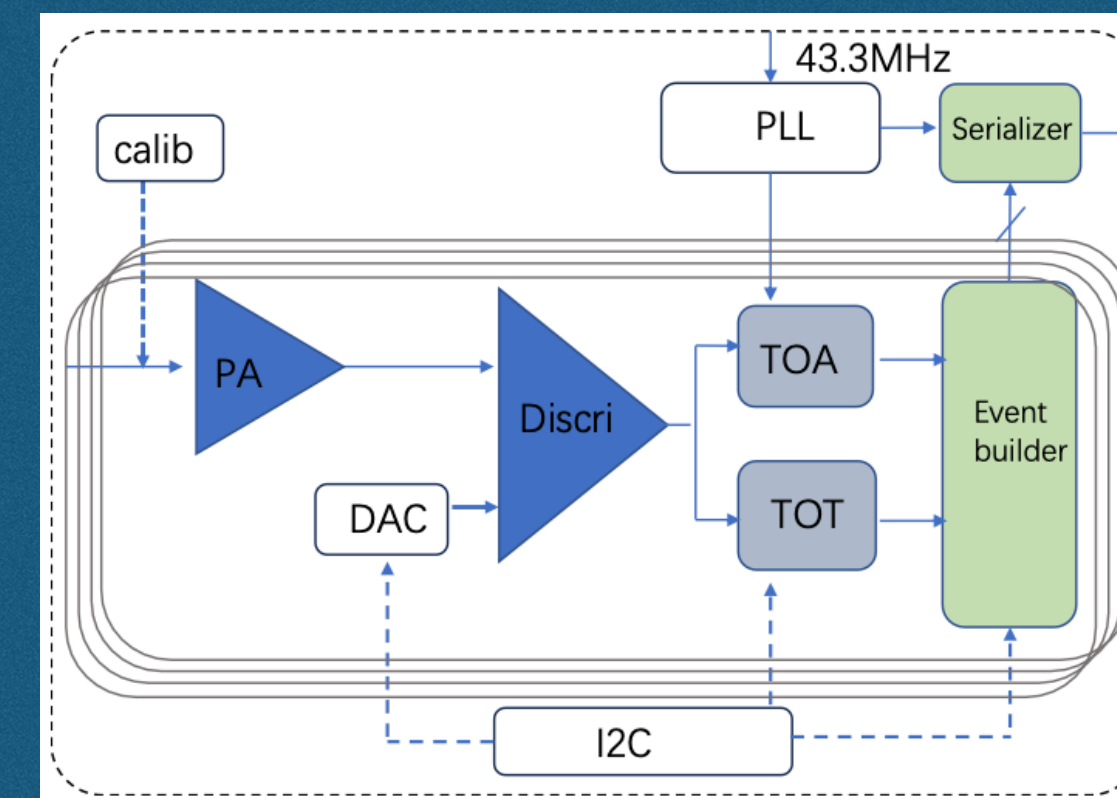 43.3MHz
calib
PLL
Serializer
PA
Discri
TOA
Event
builder
DAC
TOT
I2C